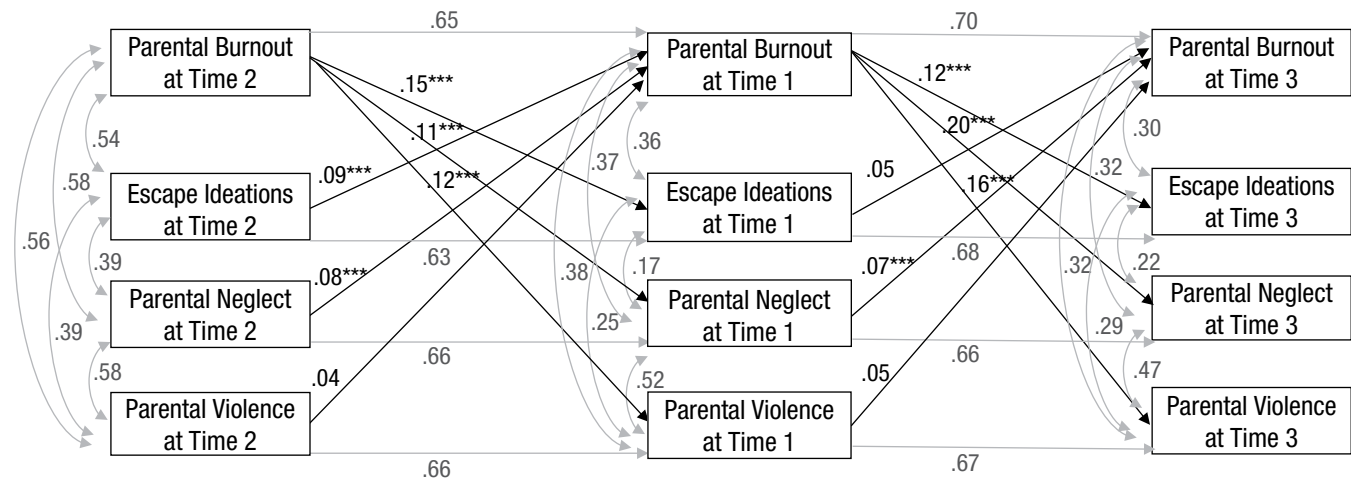 .65
.70
Parental Burnout
at Time 2
Parental Burnout
at Time 1
Parental Burnout
at Time 3
.15***
.12***
.11***
.20***
.54
.36
.30
.58
.09***
.12***
.37
.05
.16***
.32
Escape Ideations
at Time 2
Escape Ideations
at Time 1
Escape Ideations
at Time 3
.56
.39
.08***
.63
.38
.17
.07***
.68
.32
.22
Parental Neglect
at Time 2
Parental Neglect
at Time 1
Parental Neglect
at Time 3
.39
.25
.29
.58
.04
.66
.52
.05
.66
.47
Parental Violence
at Time 2
Parental Violence
at Time 1
Parental Violence
at Time 3
.66
.67